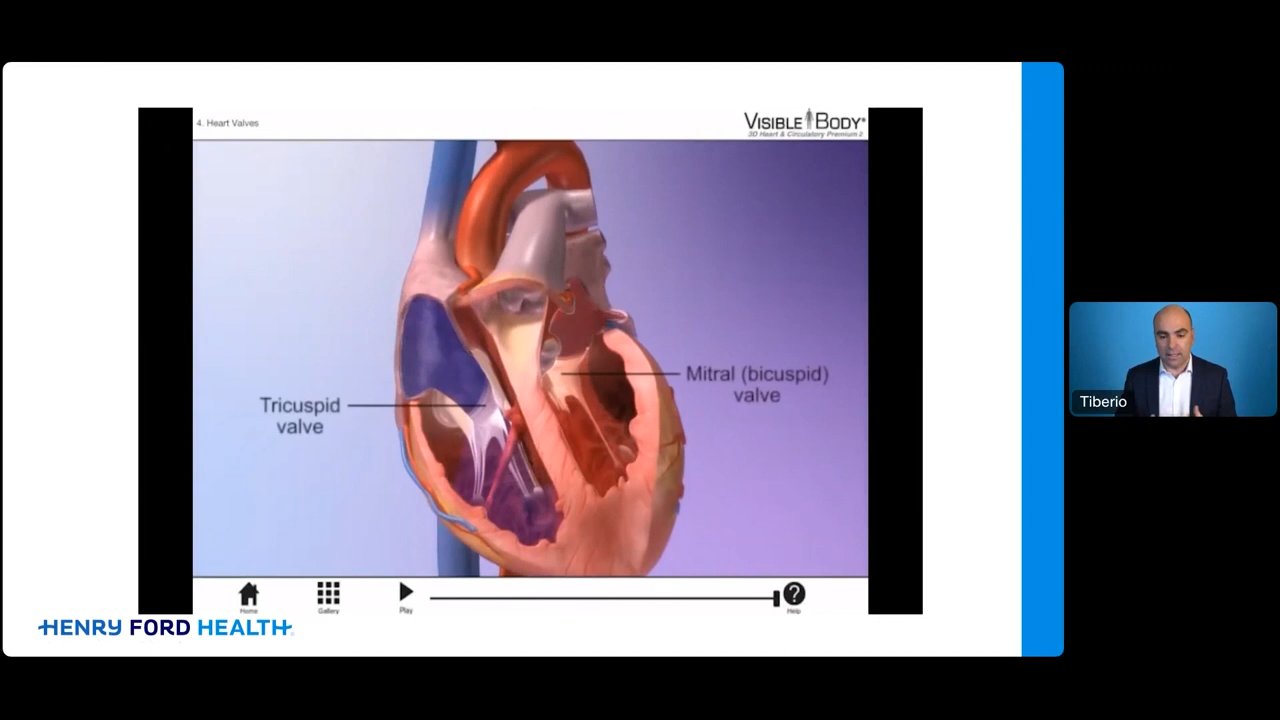 4. Heart Valves
VISIBLE BODY®
3D Heart & Circulatory Premium 2
Mitral (bicuspid)
valve
Tricuspid
valve
Tiberio
Home
Gallery
Play
?
Help
HENRY FORD HEALTH